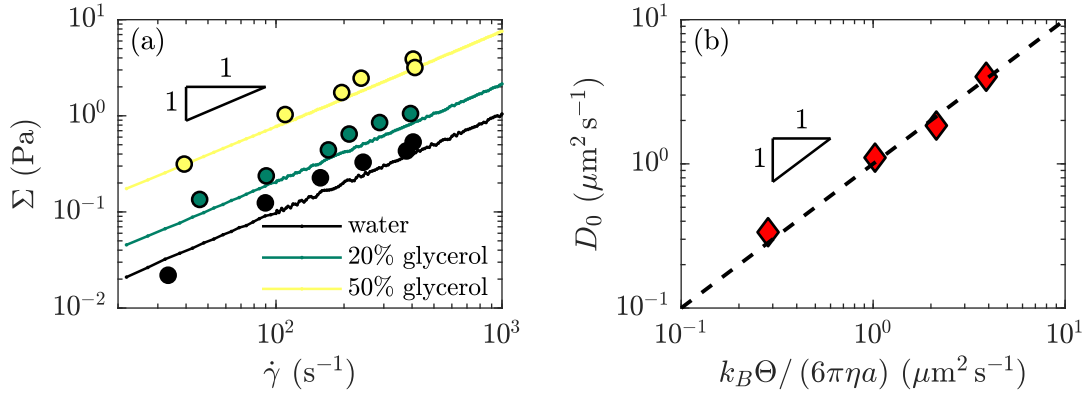 (a)
Σ (Pa)
10^1
10^0
10^-1
10^-2
1
1
water
20% glycerol
50% glycerol
10^2
10^3
γ̇ (s^-1)
(b)
D_0 (μm^2 s^-1)
10^1
10^0
10^-1
1
1
10^-1
10^0
10^1
k_BΘ/ (6πηa) (μm^2 s^-1)